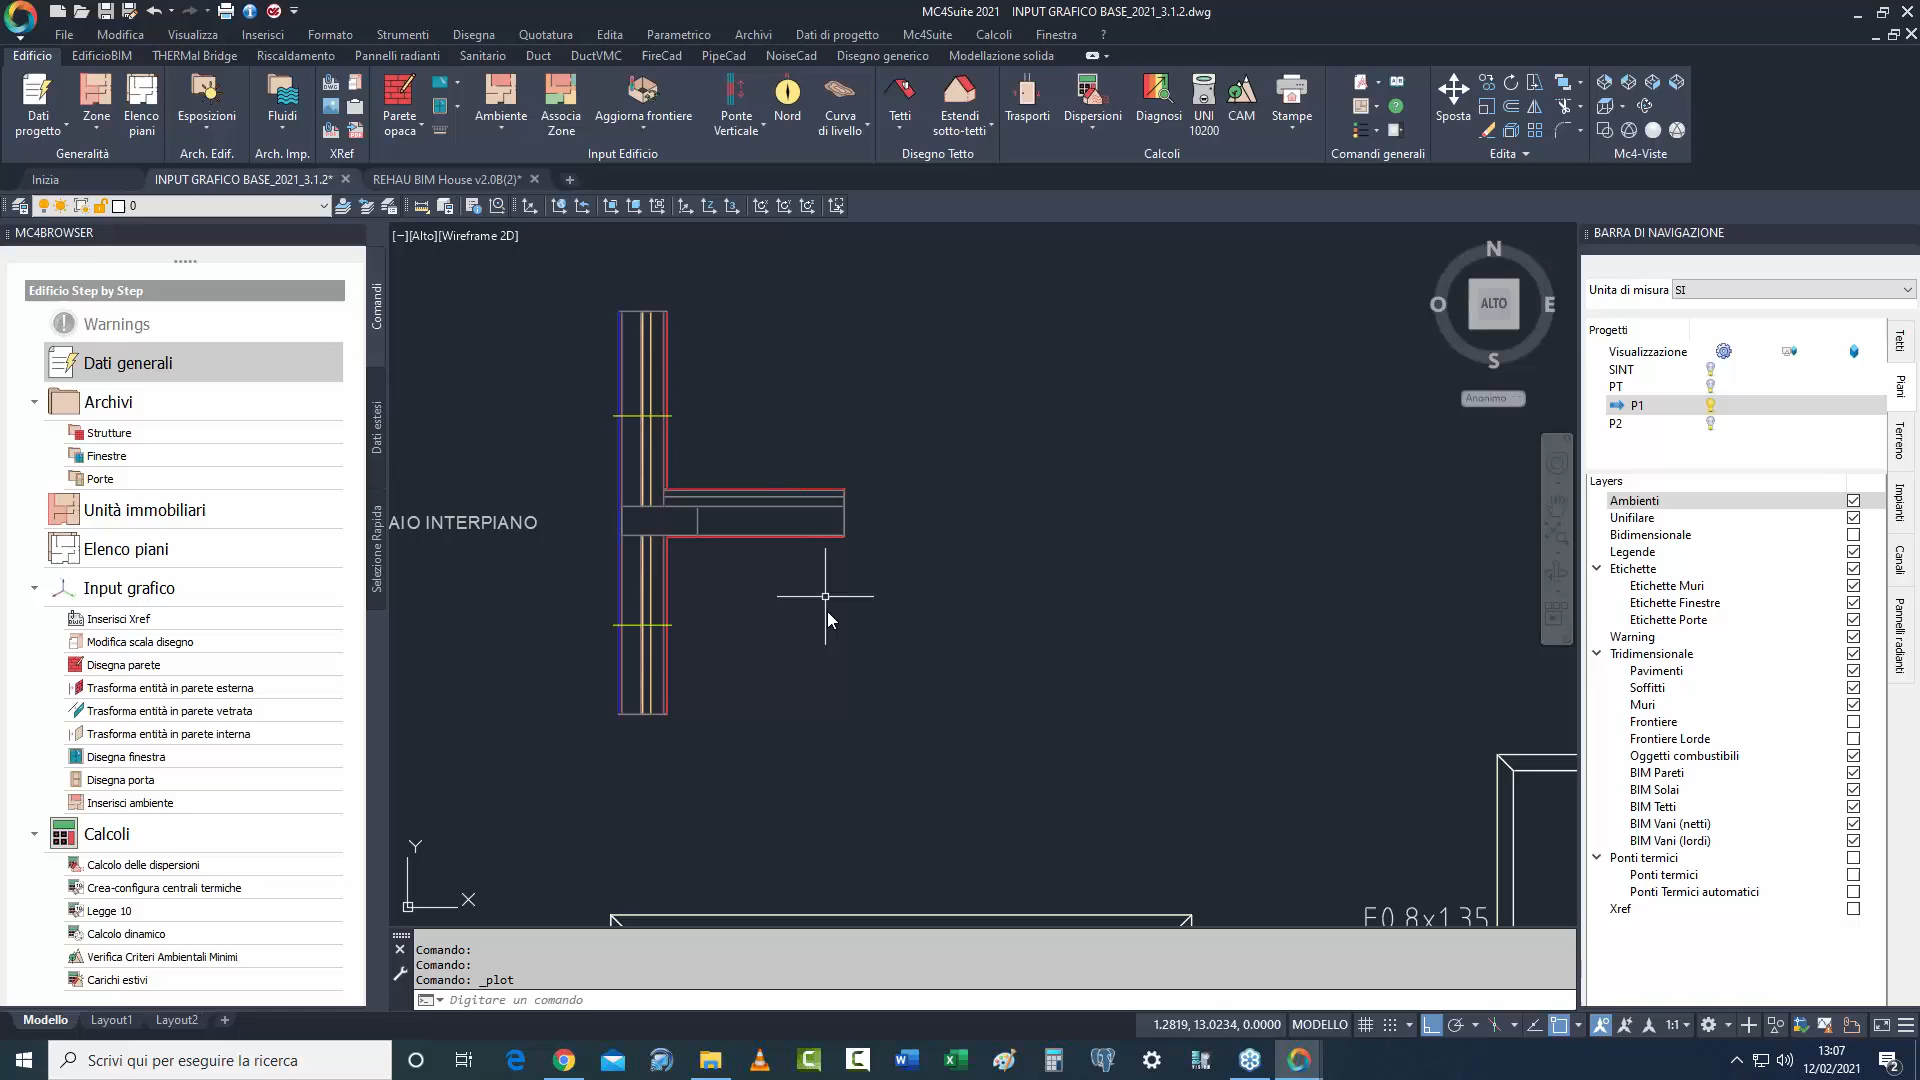 MC4Suite 2021 INPUT GRAFICO BASE_2021_3.1.2.dwg
File Modifica Visualizza Inserisci Formato Strumenti Disegna Quotatura Edita Parametrico Archivi Dati di progetto Mc4Suite Calcoli Finestra ?
Edificio EdificioBIM THERMal Bridge Riscaldamento Pannelli radianti Sanitario Duct DuctVMC FireCad PipeCad NoiseCad Disegno generico Modellazione solida
Dati progetto Zone Elenco piani Esposizioni Fluidi Parete opaca Ambiente Associa Zone Aggiorna frontiere Ponte Verticale Nord Curva di livello Tetti Estendi sotto-tetti Trasporti Dispersioni Diagnosi UNI 10200 CAM Stampe Sposta
Generalità Arch. Edif. Arch. Imp. XRef Input Edificio Disegno Tetto Calcoli Comandi generali Edita Mc4-Viste
Inizia INPUT GRAFICO BASE_2021_3.1.2* REHAU BIM House v2.0B(2)*
0
MC4BROWSER
Edificio Step by Step
Warnings
Dati generali
Archivi
Strutture
Finestre
Porte
Unità immobiliari
Elenco piani
Input grafico
Inserisci Xref
Modifica scala disegno
Disegna parete
Trasforma entità in parete esterna
Trasforma entità in parete vetrata
Trasforma entità in parete interna
Disegna finestra
Disegna porta
Inserisci ambiente
Calcoli
Calcolo delle dispersioni
Crea-configura centrali termiche
Legge 10
Calcolo dinamico
Verifica Criteri Ambientali Minimi
Carichi estivi
Comandi
Dati estesi
Selezione Rapida
[−][Alto][Wireframe 2D]
AIO INTERPIANO
N
O ALTO E
S
Anonimo
Y
X
F0.8x1.35
Comando:
Comando:
Comando: _plot
Digitare un comando
BARRA DI NAVIGAZIONE
Unita di misura SI
Progetti
Visualizzazione
SINT
PT
P1
P2
Layers
Ambienti
Unifilare
Bidimensionale
Legende
Etichette
Etichette Muri
Etichette Finestre
Etichette Porte
Warning
Tridimensionale
Pavimenti
Soffitti
Muri
Frontiere
Frontiere Lorde
Oggetti combustibili
BIM Pareti
BIM Solai
BIM Tetti
BIM Vani (netti)
BIM Vani (lordi)
Ponti termici
Ponti termici
Ponti Termici automatici
Xref
Tetti
Piani
Terreno
Impianti
Canali
Pannelli radianti
Modello Layout1 Layout2 +
1.2819, 13.0234, 0.0000 MODELLO 1:1
Scrivi qui per eseguire la ricerca
13:07
12/02/2021
2